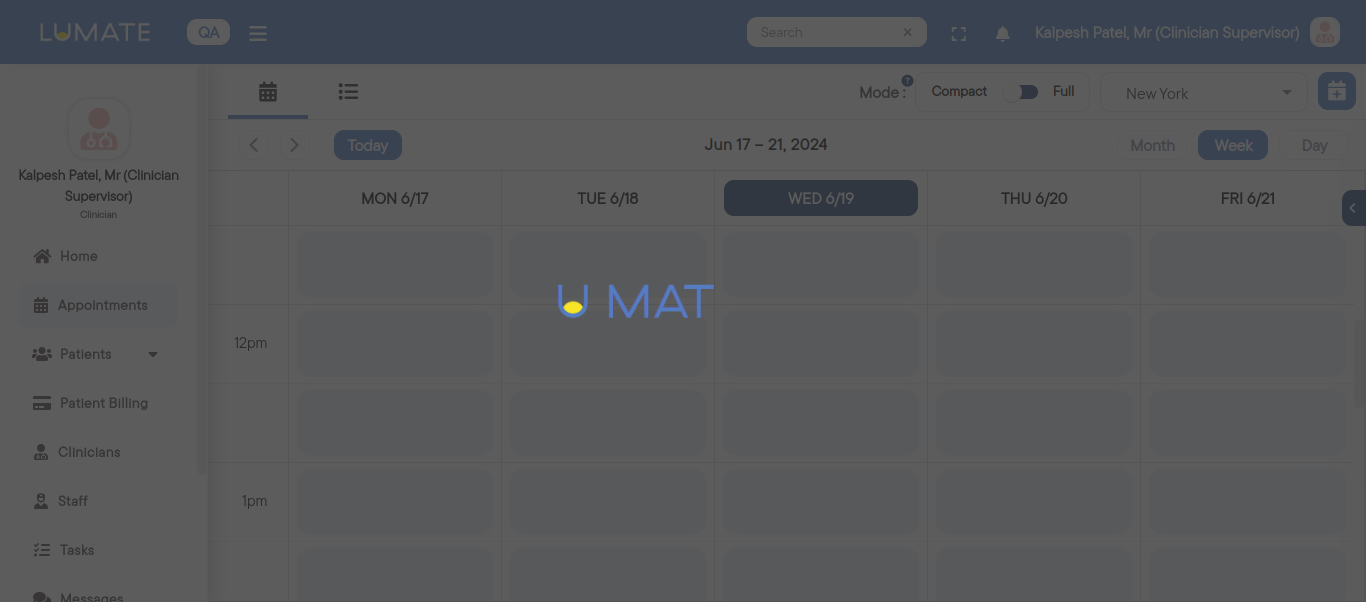 LUMATE
QA
Search
Kalpesh Patel, Mr (Clinician Supervisor)
Kalpesh Patel, Mr (Clinician
Supervisor)
Clinician
Home
Appointments
Patients
Patient Billing
Clinicians
Staff
Tasks
Messages
Mode :
?
Compact
Full
New York
Today
Jun 17 – 21, 2024
Month
Week
Day
MON 6/17
TUE 6/18
WED 6/19
THU 6/20
FRI 6/21
12pm
1pm
U MAT